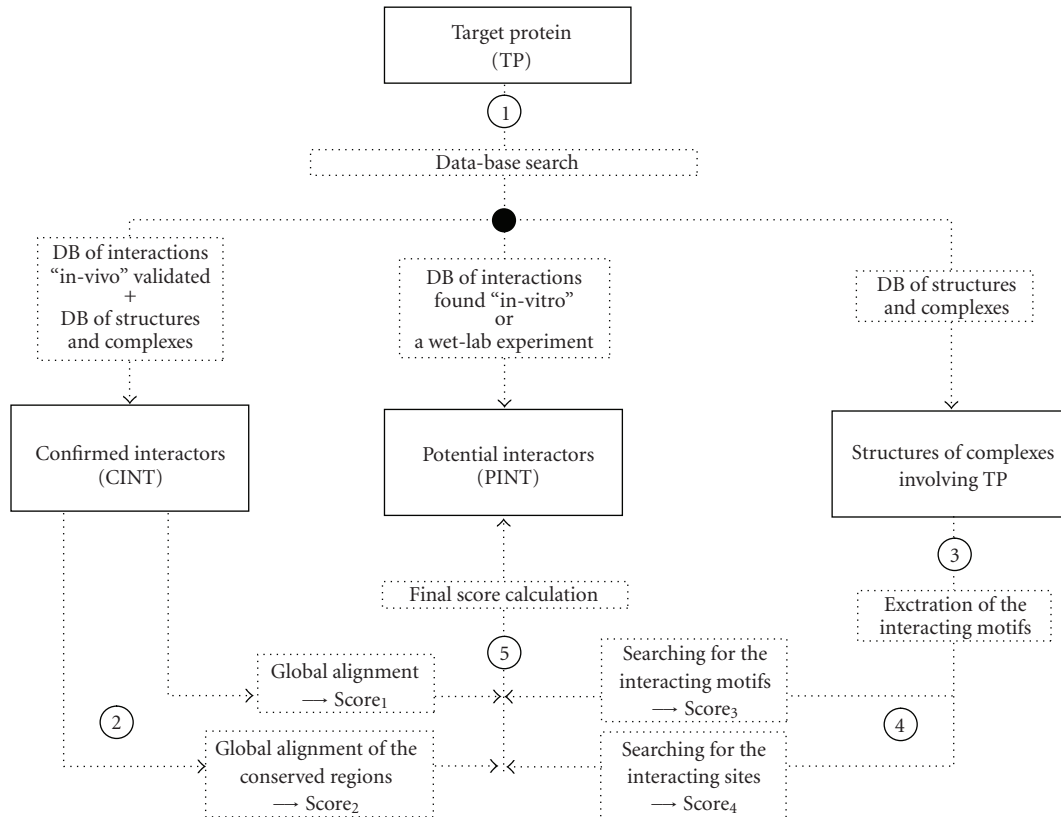 Target protein
(TP)
1
Data-base search
DB of interactions
“in-vivo” validated
+
DB of structures
and complexes
DB of interactions
found “in-vitro”
or
a wet-lab experiment
DB of structures
and complexes
Confirmed interactors
(CINT)
Potential interactors
(PINT)
Structures of complexes
involving TP
3
Final score calculation
Exctration of the
interacting motifs
5
Global alignment
→ Score₁
Searching for the
interacting motifs
→ Score₃
2
4
Global alignment of the
conserved regions
→ Score₂
Searching for the
interacting sites
→ Score₄